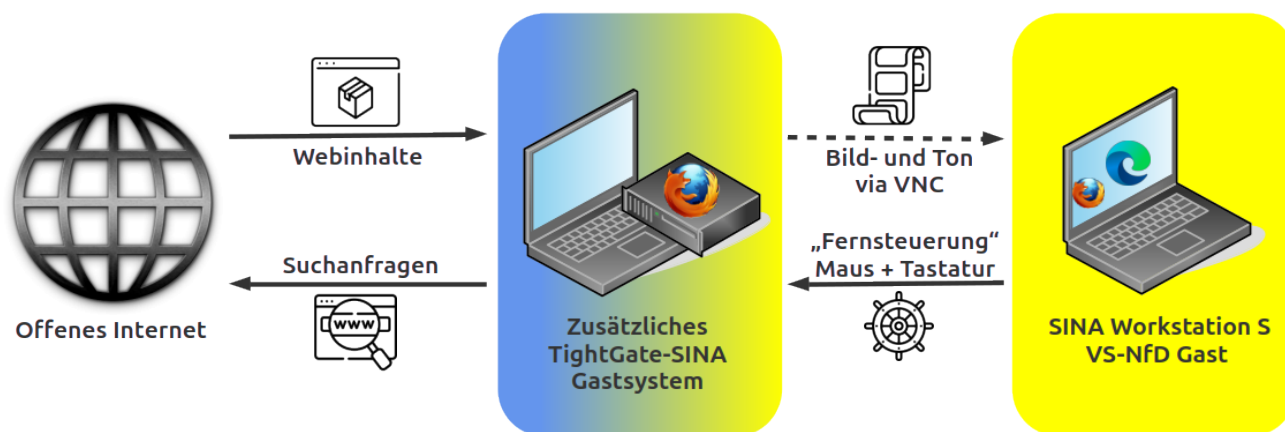 Webinhalte
Suchanfragen
WWW
Offenes Internet
Zusätzliches
TightGate-SINA
Gastsystem
Bild- und Ton
via VNC
„Fernsteuerung“
Maus + Tastatur
SINA Workstation S
VS-NfD Gast